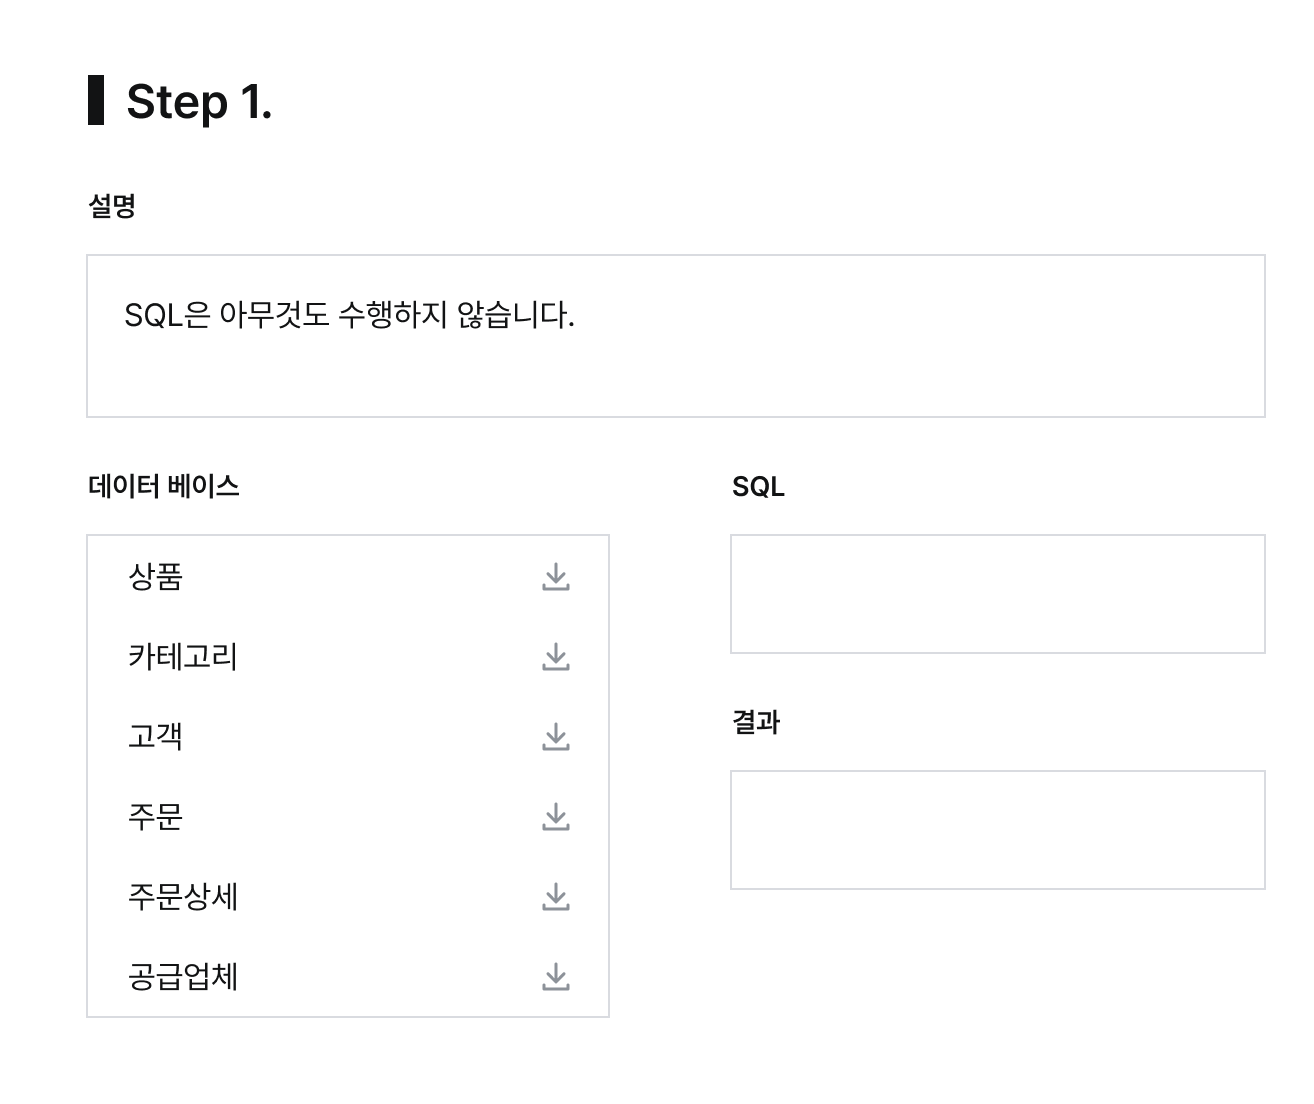 Step 1.
설명
SQL은 아무것도 수행하지 않습니다.
데이터 베이스
상품
카테고리
고객
주문
주문상세
공급업체
SQL
결과